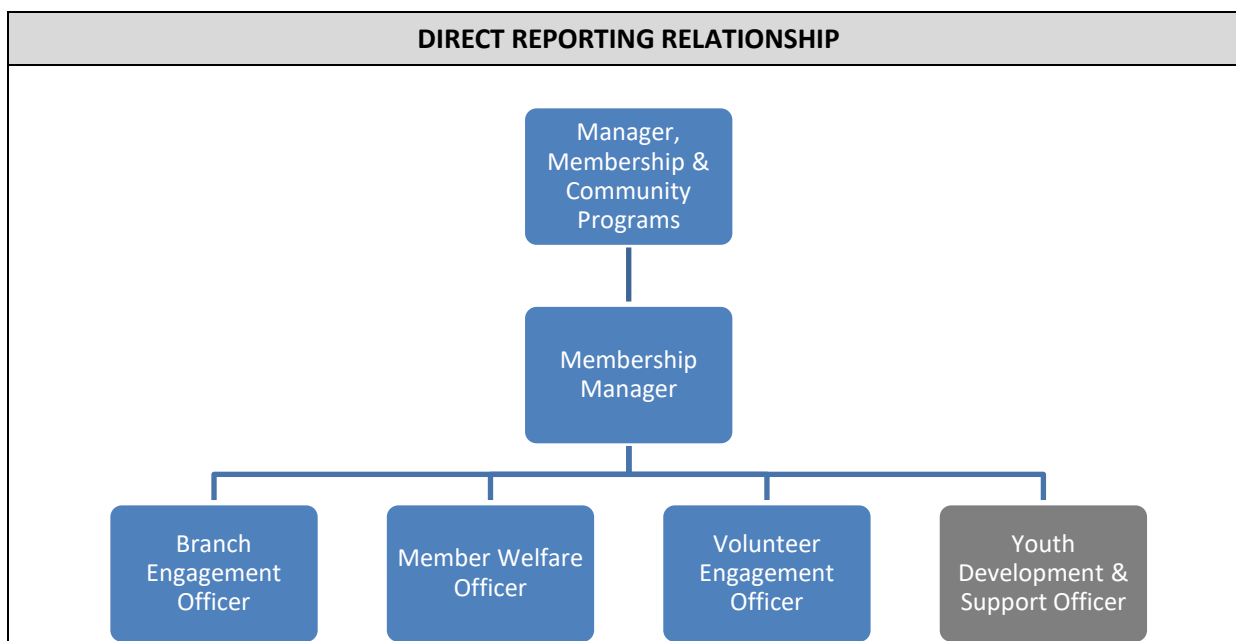 DIRECT REPORTING RELATIONSHIP
Manager,
Membership &
Community
Programs
Membership
Manager
Branch
Engagement
Officer
Member Welfare
Officer
Volunteer
Engagement
Officer
Youth
Development &
Support Officer